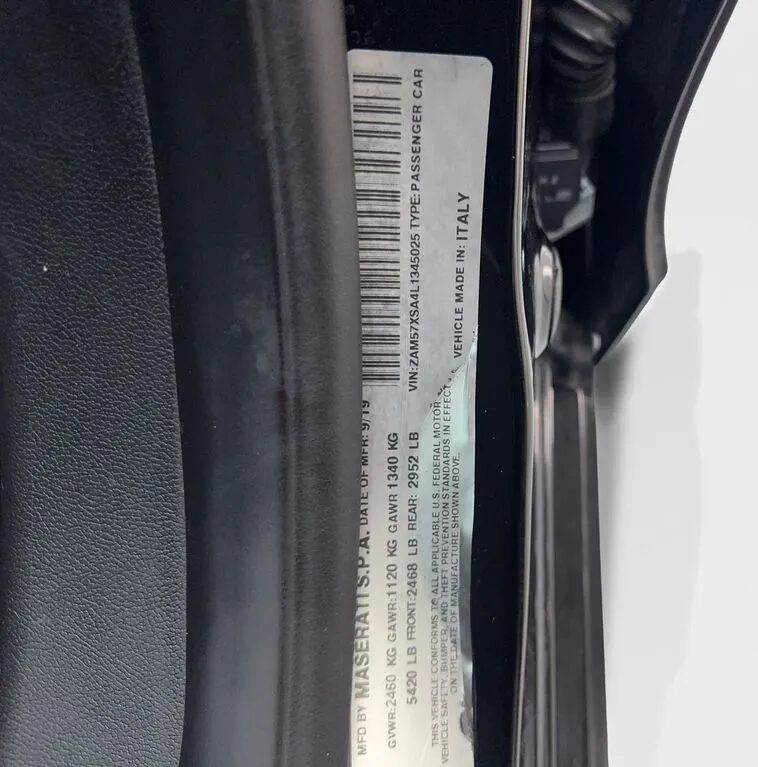 MFD BY MASERATI S.P.A. DATE OF MFR: 9/19
GVWR:2460 KG GAWR:1120 KG GAWR 1340 KG
5420 LB FRONT:2468 LB REAR: 2952 LB
VIN:ZAM57XSA4L1345025 TYPE: PASSENGER CAR
THIS VEHICLE CONFORMS TO ALL APPLICABLE U.S. FEDERAL MOTOR
VEHICLE SAFETY, BUMPER, AND THEFT PREVENTION STANDARDS IN EFFECT
ON THE DATE OF MANUFACTURE SHOWN ABOVE.
VEHICLE MADE IN: ITALY